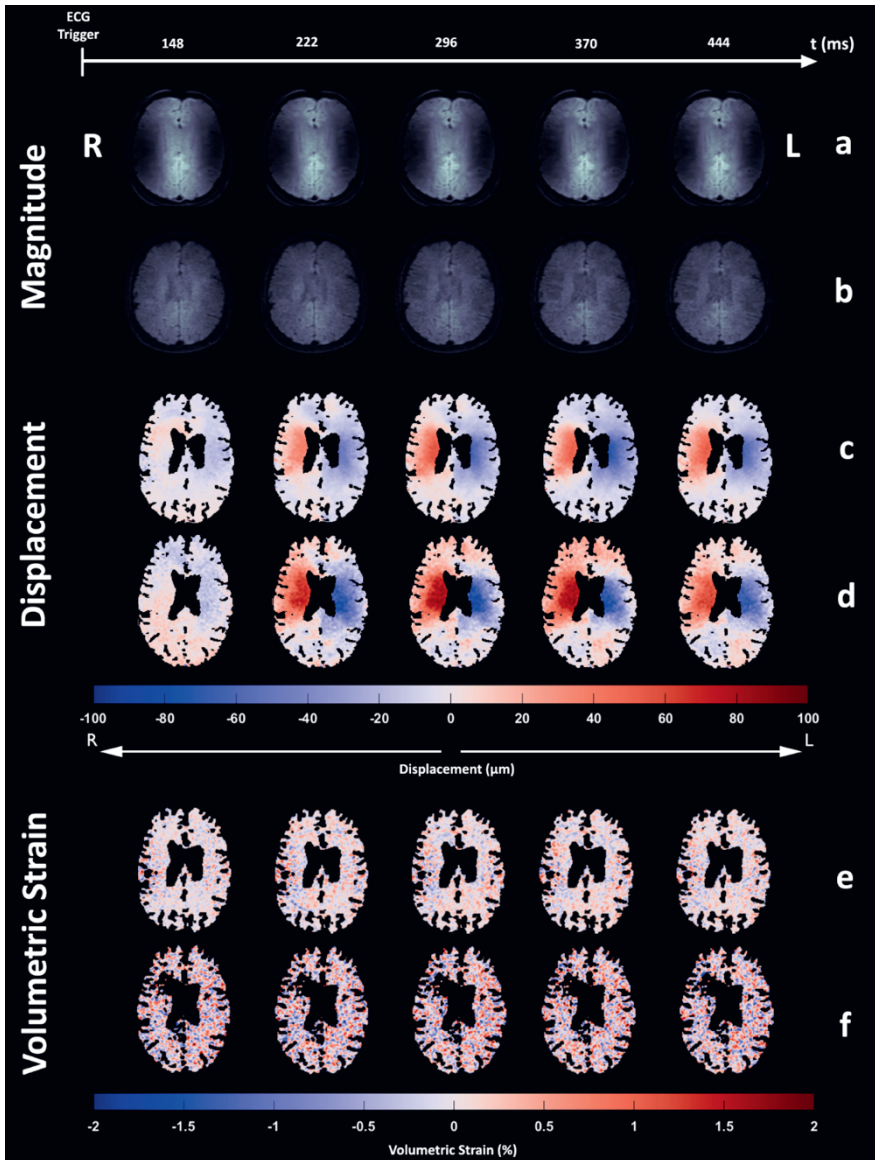 ECG
Trigger
148 222 296 370 444 t (ms)
Magnitude
R L a
b
Displacement
c
d
-100 -80 -60 -40 -20 0 20 40 60 80 100
R L
Displacement (µm)
Volumetric Strain
e
f
-2 -1.5 -1 -0.5 0 0.5 1 1.5 2
Volumetric Strain (%)